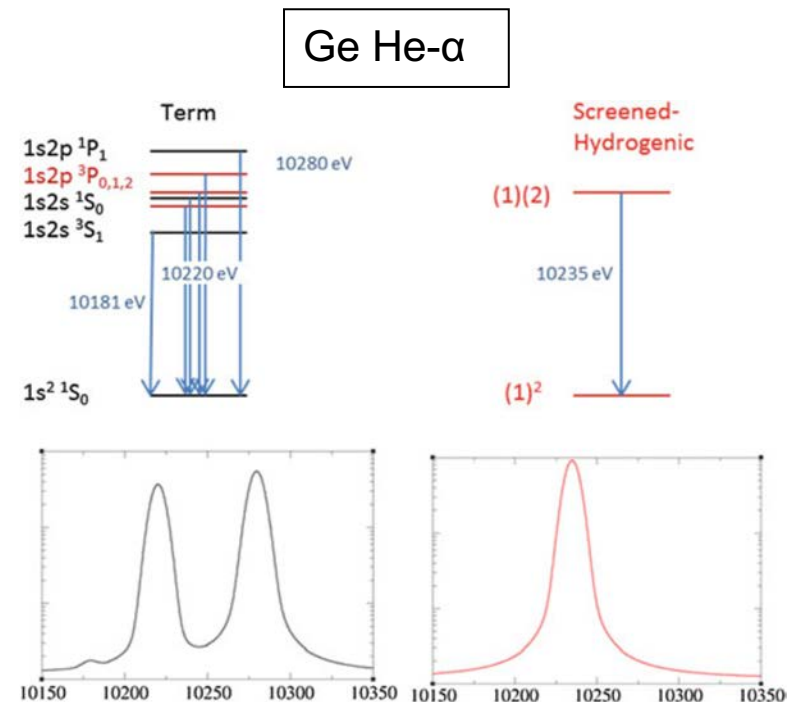 Ge He-α
Term
1s2p ¹P₁
1s2p ³P₀,₁,₂
1s2s ¹S₀
1s2s ³S₁
10280 eV
10220 eV
10181 eV
1s² ¹S₀
Screened-
Hydrogenic
(1)(2)
10235 eV
(1)²
10150 10200 10250 10300 10350
10150 10200 10250 10300 10350